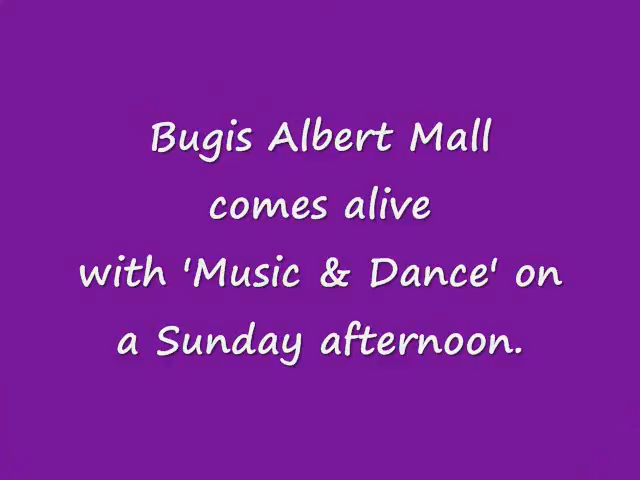 Bugis Albert Mall
comes alive
with 'Music & Dance' on
a Sunday afternoon.